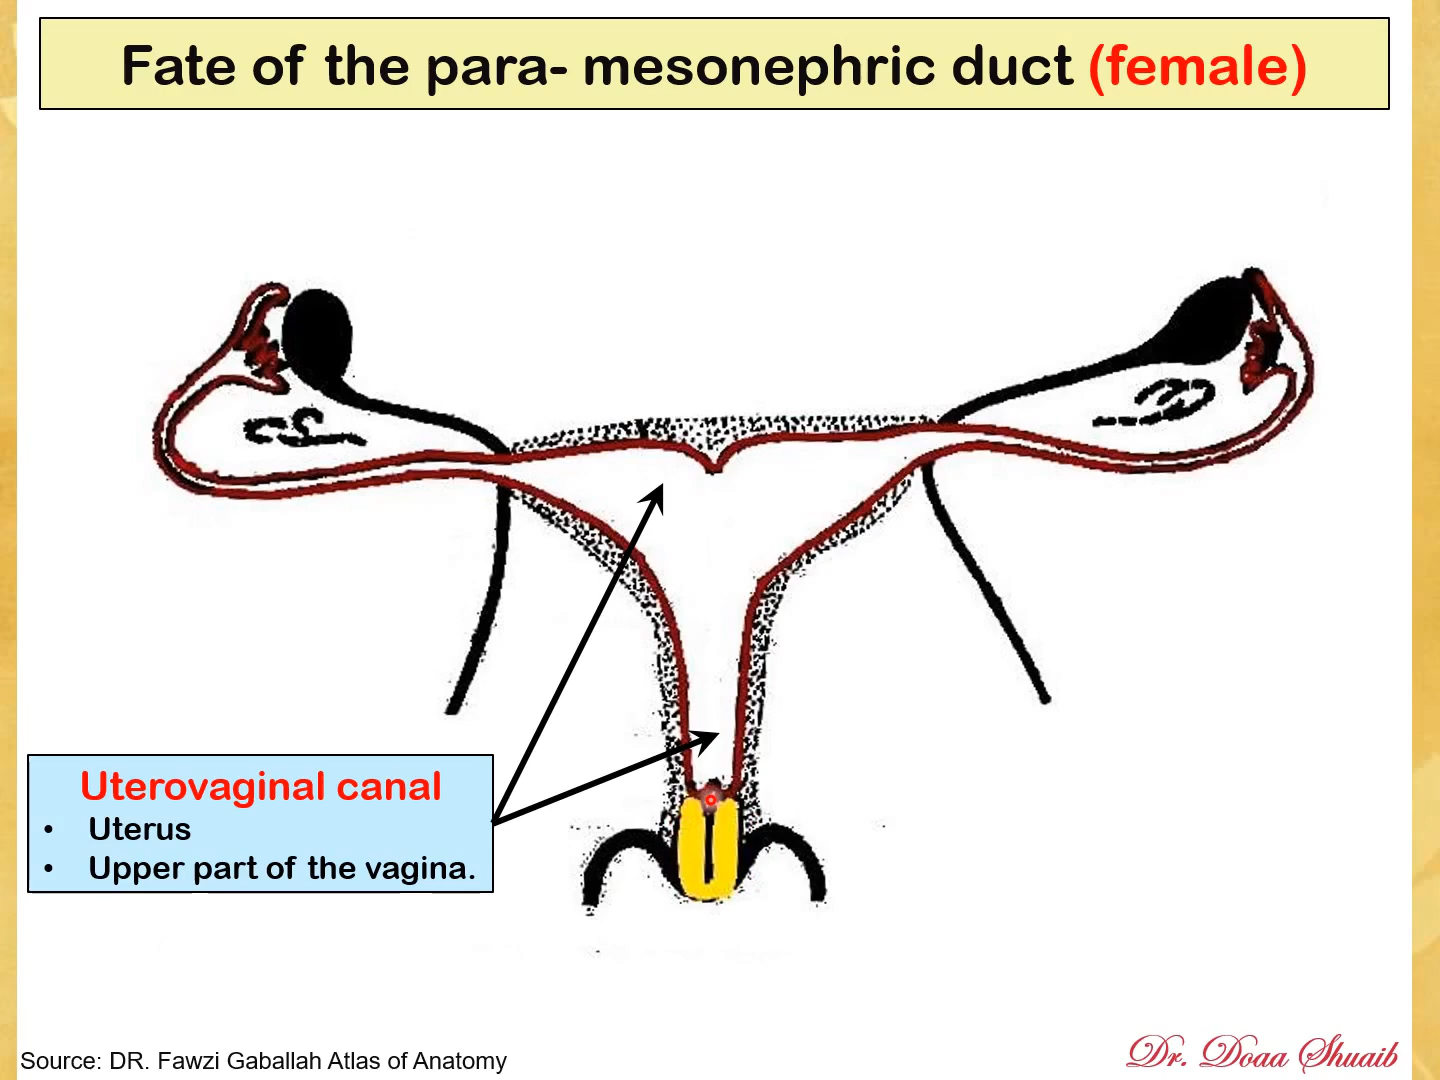 Fate of the para- mesonephric duct (female)
Uterovaginal canal
• Uterus
• Upper part of the vagina.
Source: DR. Fawzi Gaballah Atlas of Anatomy
Dr. Doaa Shuaib